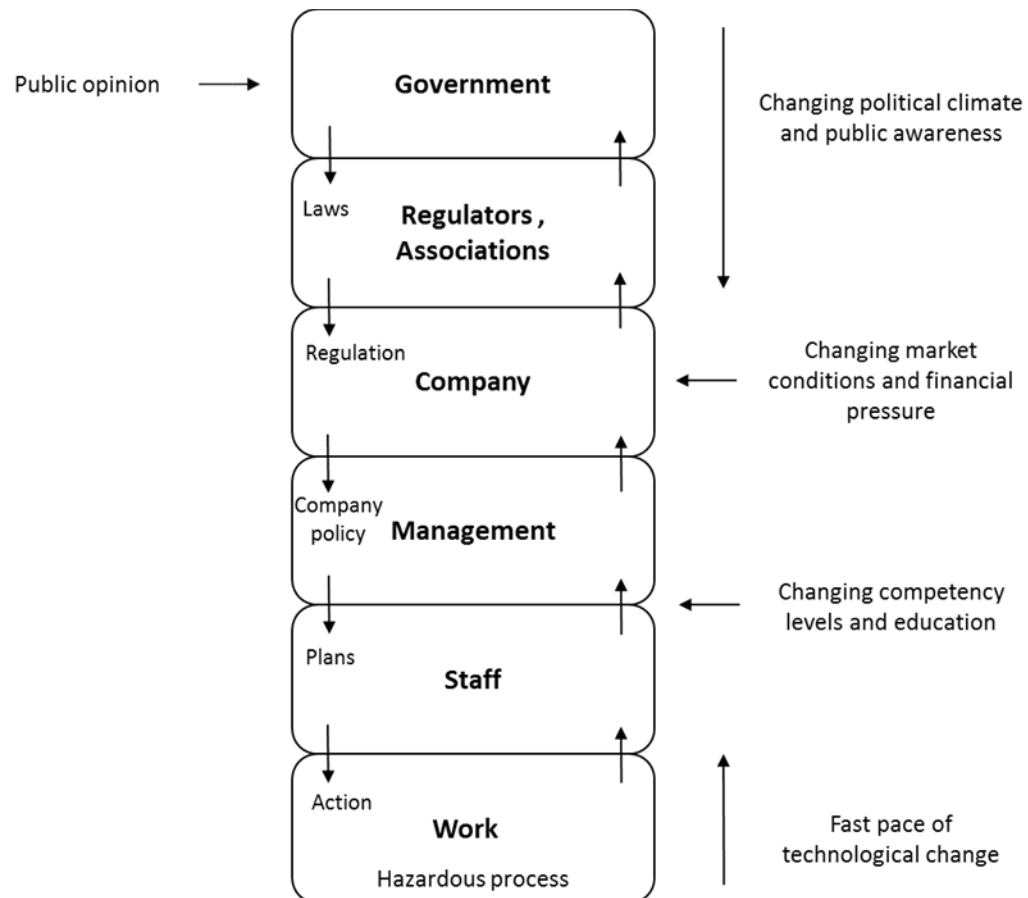 Public opinion
Government
Changing political climate
and public awareness
Laws
Regulators ,
Associations
Regulation
Company
Changing market
conditions and financial
pressure
Company
policy
Management
Changing competency
levels and education
Plans
Staff
Action
Work
Hazardous process
Fast pace of
technological change